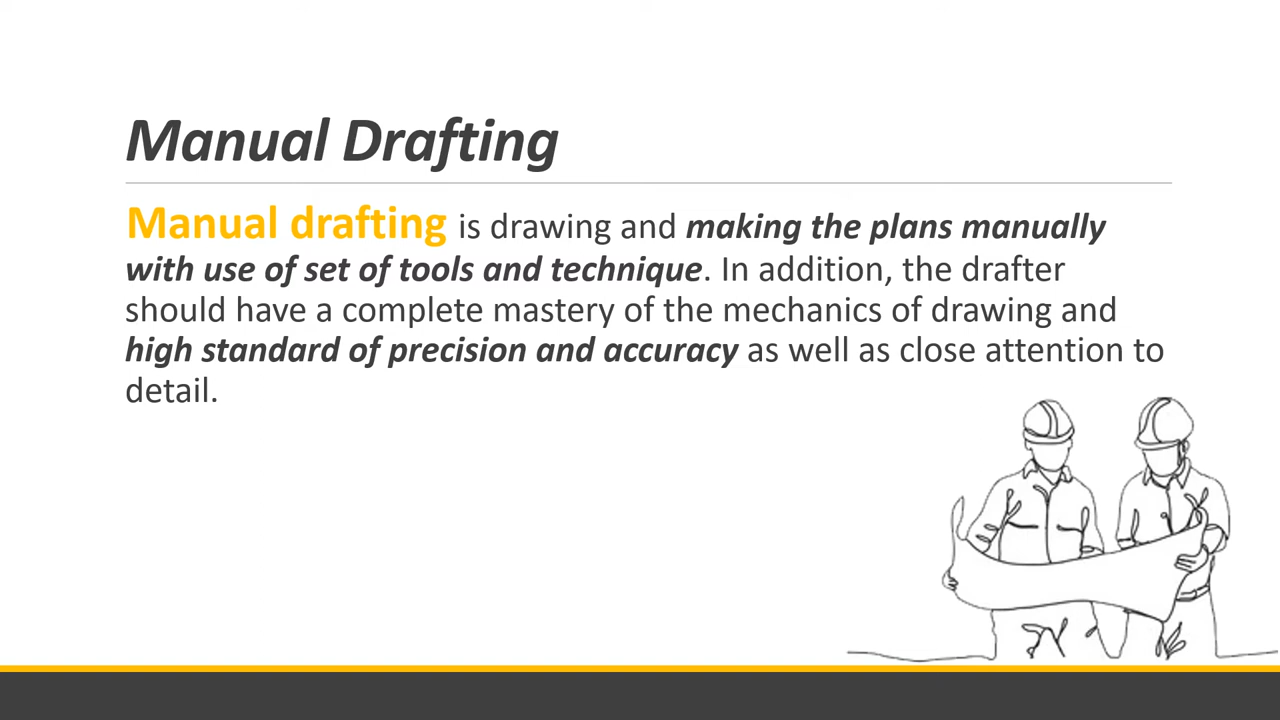 Manual Drafting
Manual drafting is drawing and making the plans manually
with use of set of tools and technique. In addition, the drafter
should have a complete mastery of the mechanics of drawing and
high standard of precision and accuracy as well as close attention to
detail.